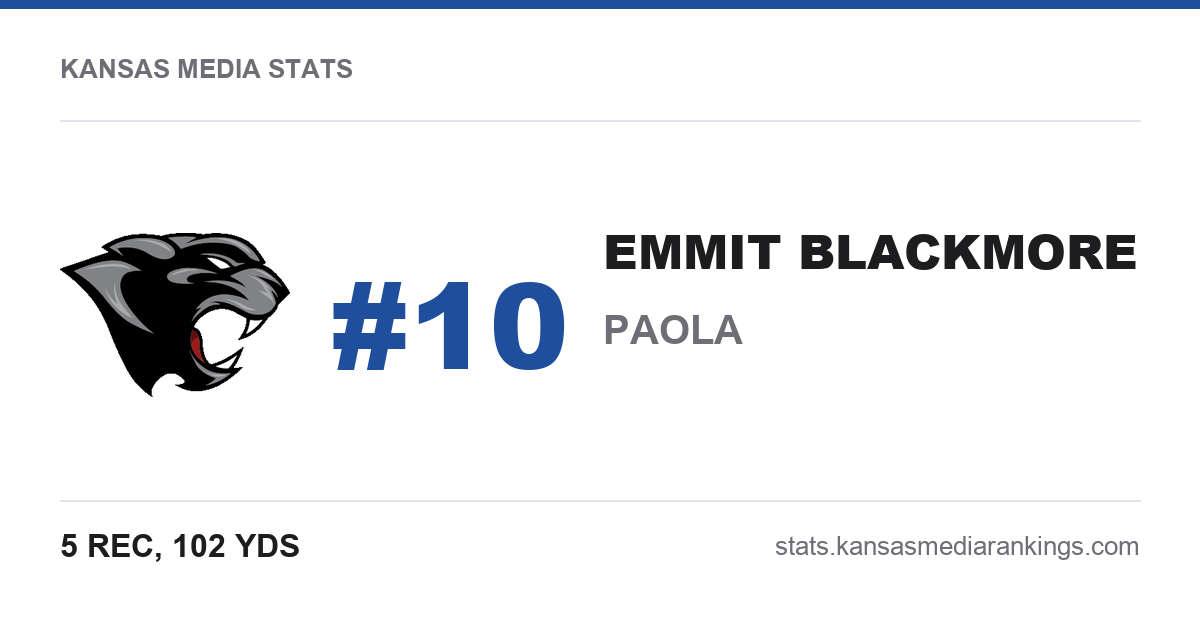 KANSAS MEDIA STATS
#10
EMMIT BLACKMORE
PAOLA
5 REC, 102 YDS
stats.kansasmediarankings.com